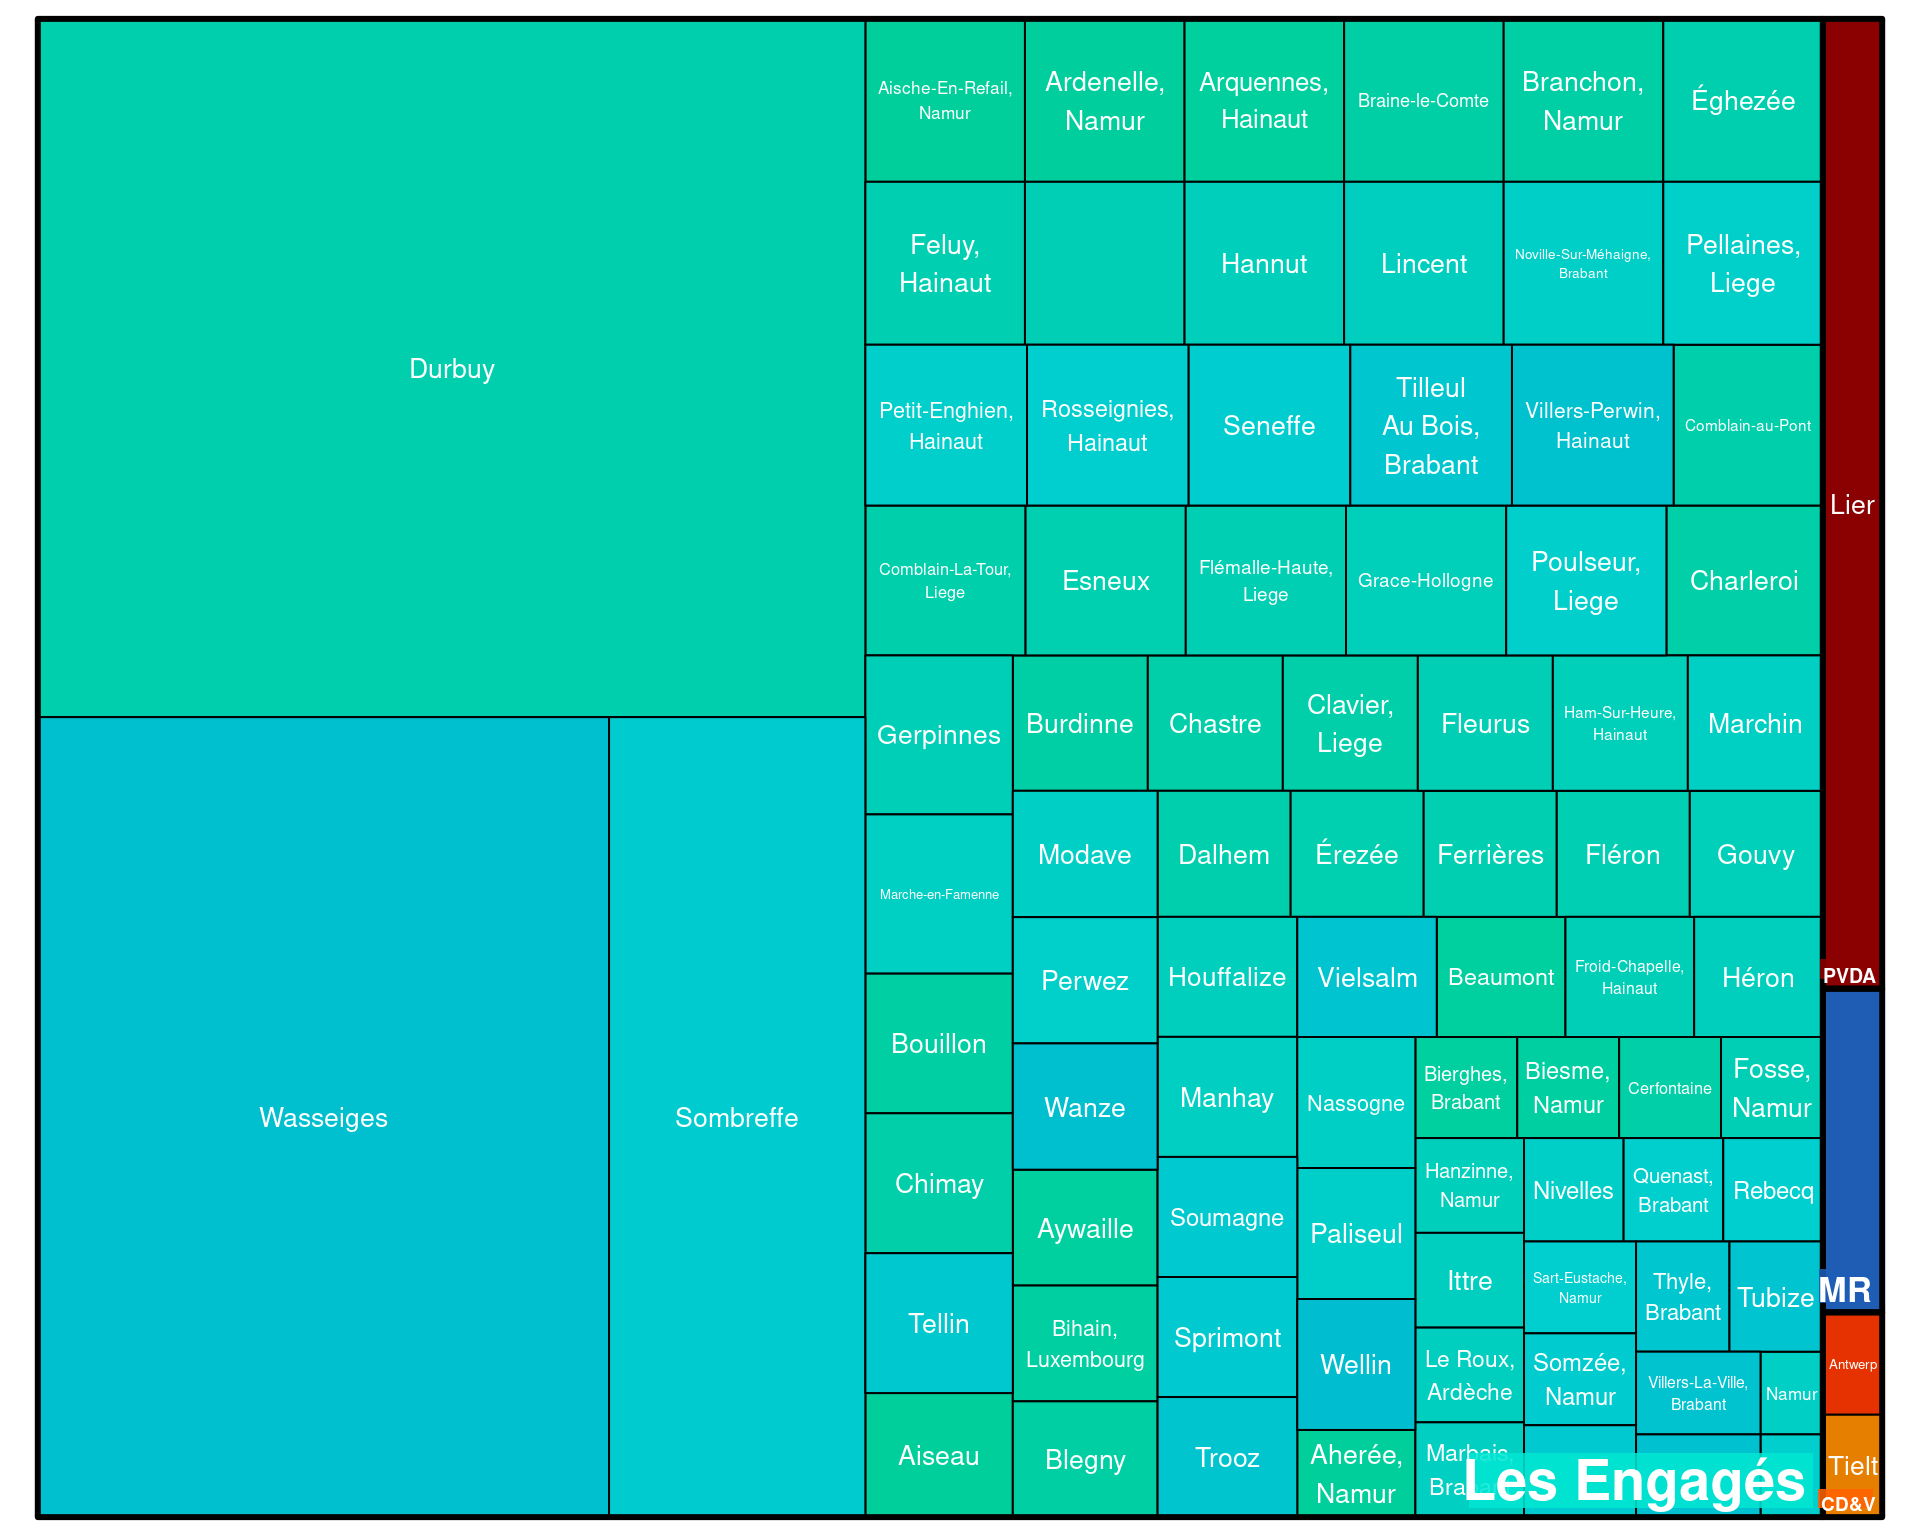 Durbuy
Wasseiges
Sombreffe
Aische-En-Refail,
Namur
Ardenelle,
Namur
Arquennes,
Hainaut
Braine-le-Comte
Branchon,
Namur
Éghezée
Feluy,
Hainaut
Hannut
Lincent
Noville-Sur-Méhaigne,
Brabant
Pellaines,
Liege
Petit-Enghien,
Hainaut
Rosseignies,
Hainaut
Seneffe
Tilleul
Au Bois,
Brabant
Villers-Perwin,
Hainaut
Comblain-au-Pont
Comblain-La-Tour,
Liege
Esneux
Flémalle-Haute,
Liege
Grace-Hollogne
Poulseur,
Liege
Charleroi
Gerpinnes
Marche-en-Famenne
Bouillon
Chimay
Tellin
Aiseau
Burdinne
Chastre
Clavier,
Liege
Fleurus
Ham-Sur-Heure,
Hainaut
Marchin
Modave
Perwez
Wanze
Aywaille
Bihain,
Luxembourg
Blegny
Dalhem
Érezée
Ferrières
Fléron
Gouvy
Houffalize
Manhay
Soumagne
Sprimont
Trooz
Vielsalm
Beaumont
Froid-Chapelle,
Hainaut
Héron
Nassogne
Paliseul
Wellin
Aherée,
Namur
Bierghes,
Brabant
Biesme,
Namur
Cerfontaine
Fosse,
Namur
Hanzinne,
Namur
Ittre
Le Roux,
Ardèche
Marbais,
Brabant
Nivelles
Quenast,
Brabant
Rebecq
Sart-Eustache,
Namur
Somzée,
Namur
Thyle,
Brabant
Tubize
Villers-La-Ville,
Brabant
Namur
Les Engagés
Lier
PVDA
MR
Antwerp
Tielt
CD&V